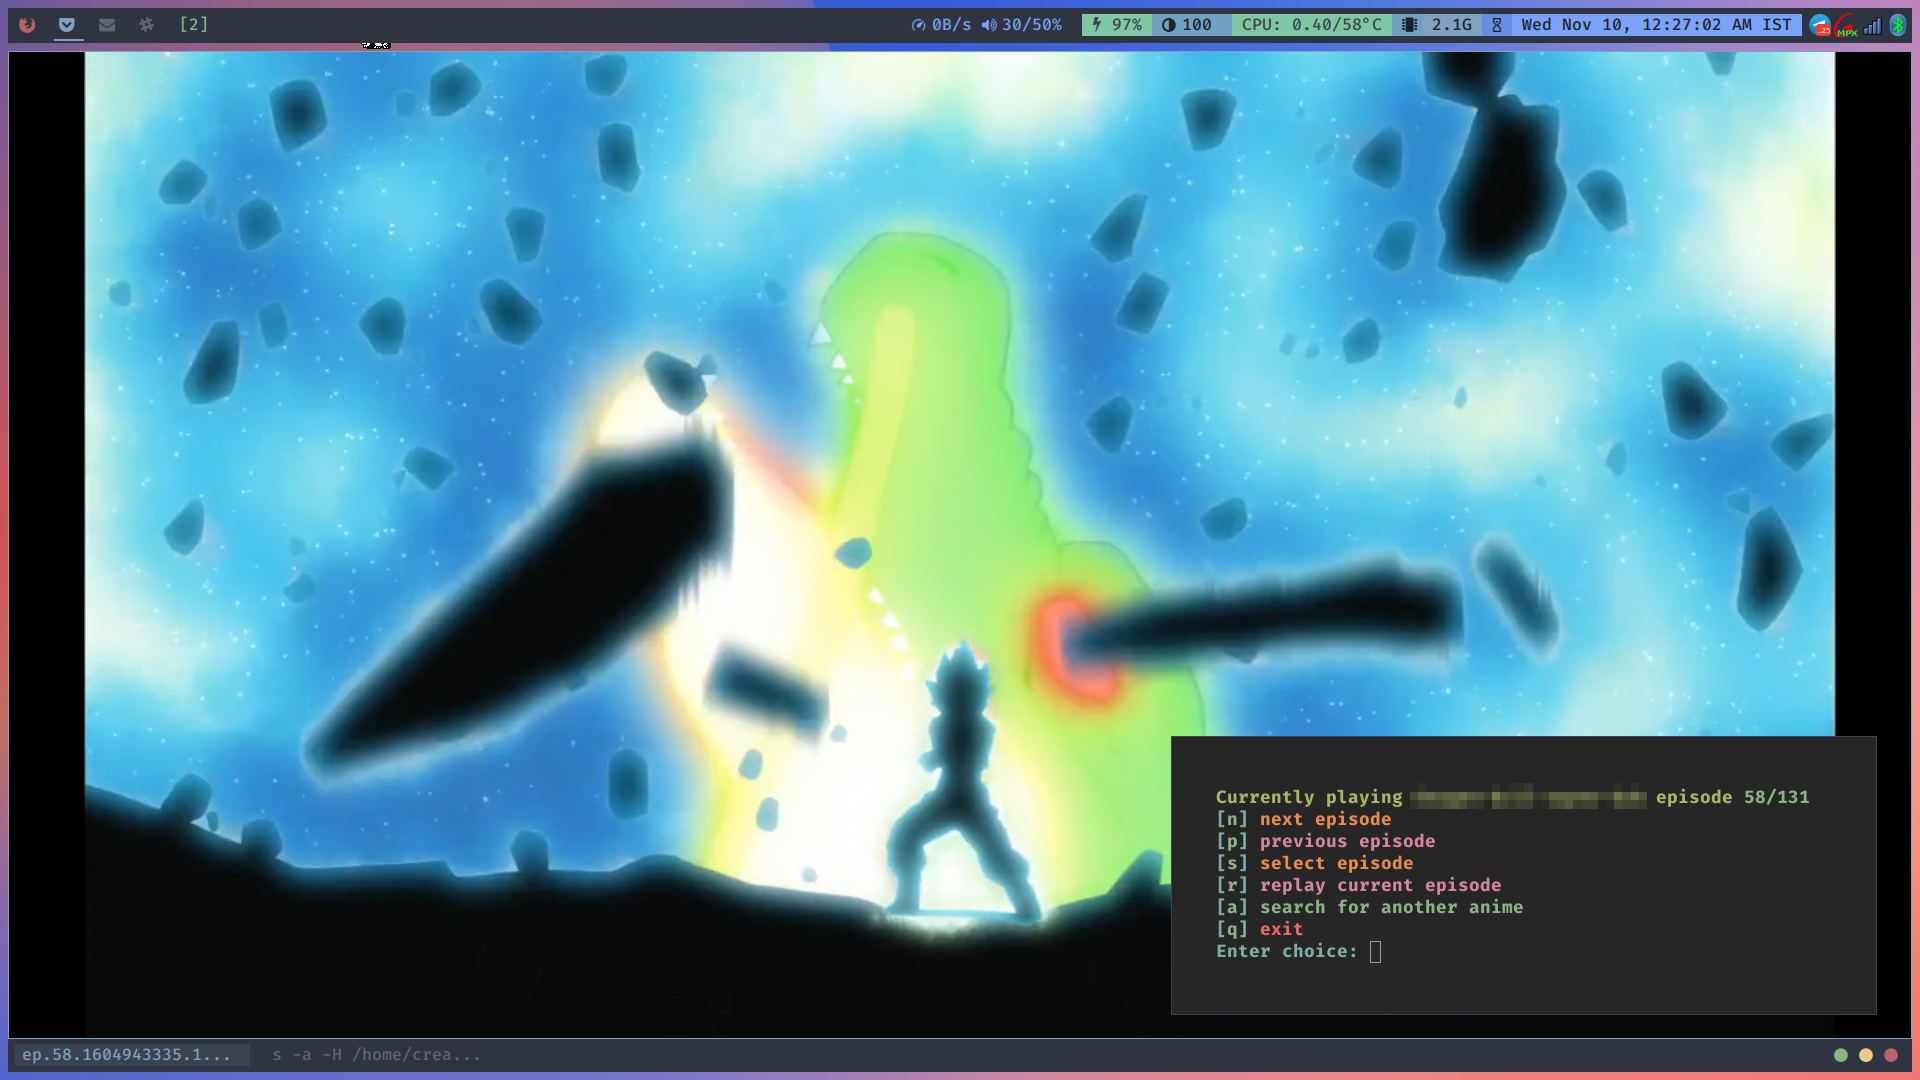 [2]
0B/s 30/50% 97% 100 CPU: 0.40/58°C 2.1G Wed Nov 10, 12:27:02 AM IST
25
MPX
Currently playing episode 58/131
[n] next episode
[p] previous episode
[s] select episode
[r] replay current episode
[a] search for another anime
[q] exit
Enter choice:
ep.58.1604943335.1... s -a -H /home/crea...